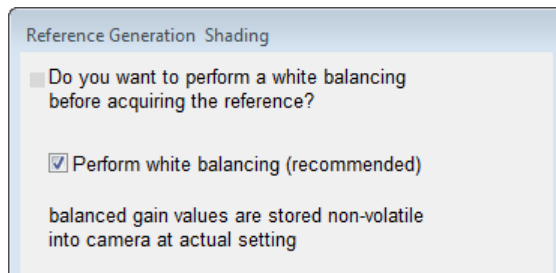 Reference Generation Shading
Do you want to perform a white balancing
before acquiring the reference?
Perform white balancing (recommended)
balanced gain values are stored non-volatile
into camera at actual setting